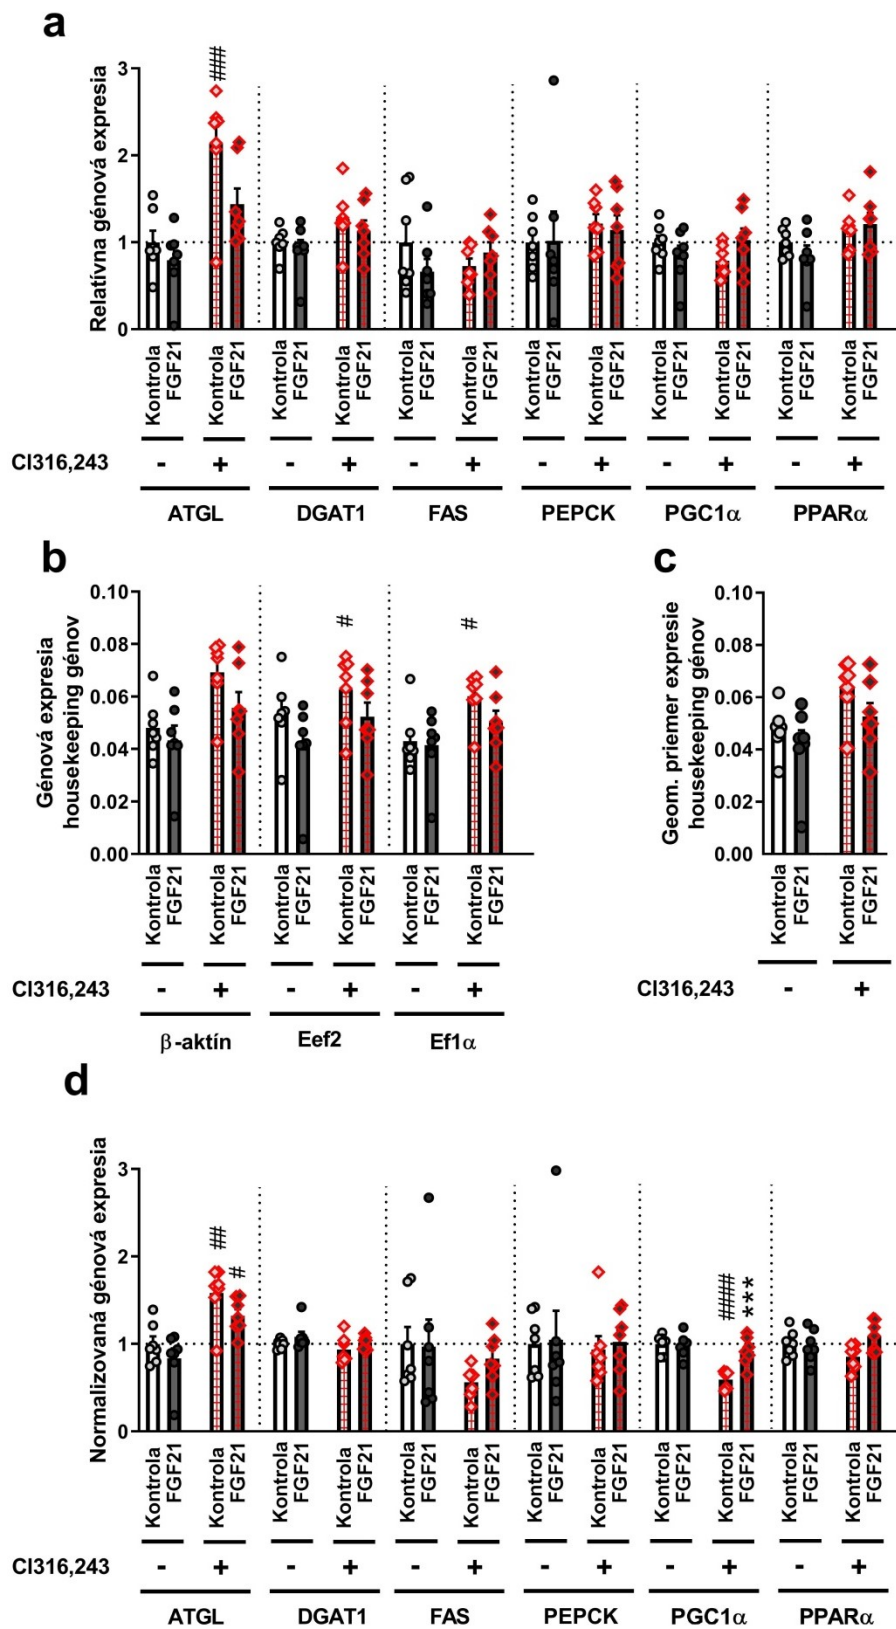 a
Relatívna génová expresia
3
2
1
0
###
Kontrola FGF21 Kontrola FGF21 Kontrola FGF21 Kontrola FGF21 Kontrola FGF21 Kontrola FGF21 Kontrola FGF21 Kontrola FGF21 Kontrola FGF21 Kontrola FGF21 Kontrola FGF21 Kontrola FGF21
Cl316,243 - + - + - + - + - + - +
ATGL DGAT1 FAS PEPCK PGC1α PPARα
b
Génová expresia
housekeeping génov
0.10
0.08
0.06
0.04
0.02
0.00
# #
Kontrola FGF21 Kontrola FGF21 Kontrola FGF21 Kontrola FGF21 Kontrola FGF21 Kontrola FGF21
Cl316,243 - + - + - +
β-aktín Eef2 Ef1α
c
Geom. priemer expresie
housekeeping génov
0.10
0.08
0.06
0.04
0.02
0.00
Kontrola FGF21 Kontrola FGF21
Cl316,243 - +
d
Normalizovaná génová expresia
3
2
1
0
## # #### ***
Kontrola FGF21 Kontrola FGF21 Kontrola FGF21 Kontrola FGF21 Kontrola FGF21 Kontrola FGF21 Kontrola FGF21 Kontrola FGF21 Kontrola FGF21 Kontrola FGF21 Kontrola FGF21 Kontrola FGF21
Cl316,243 - + - + - + - + - + - +
ATGL DGAT1 FAS PEPCK PGC1α PPARα